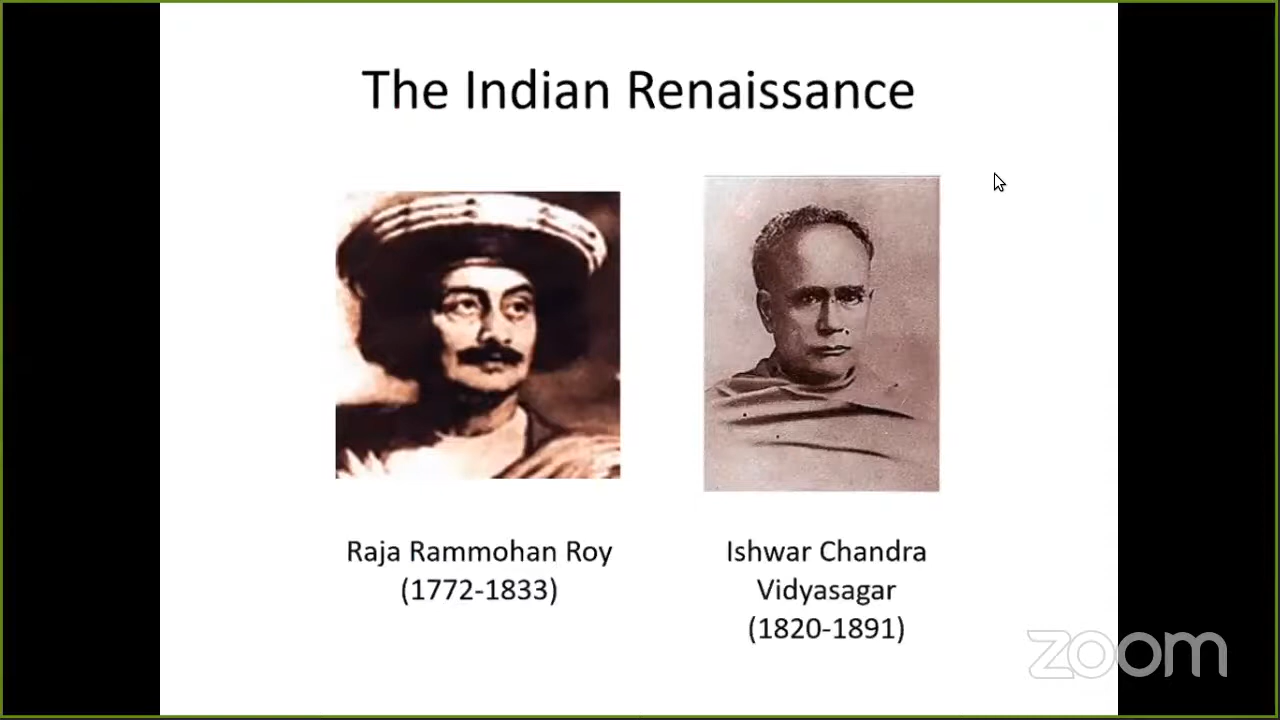 The Indian Renaissance
Raja Rammohan Roy
(1772-1833)
Ishwar Chandra
Vidyasagar
(1820-1891)
zoom